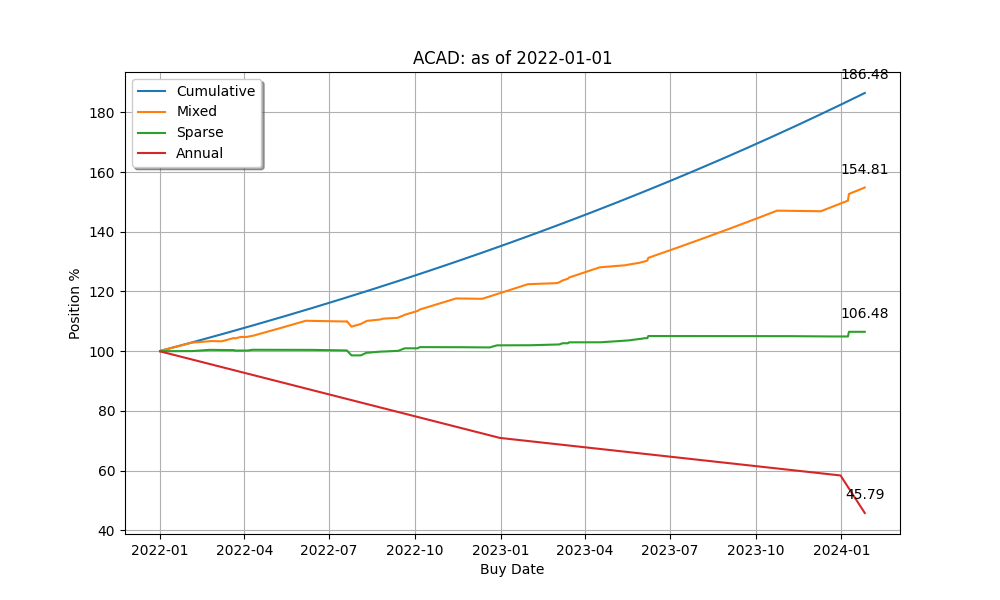 ACAD: as of 2022-01-01
186.48
Cumulative
Mixed
Sparse
Annual
154.81
106.48
45.79
180
160
140
120
100
80
60
40
Position %
2022-01 2022-04 2022-07 2022-10 2023-01 2023-04 2023-07 2023-10 2024-01
Buy Date